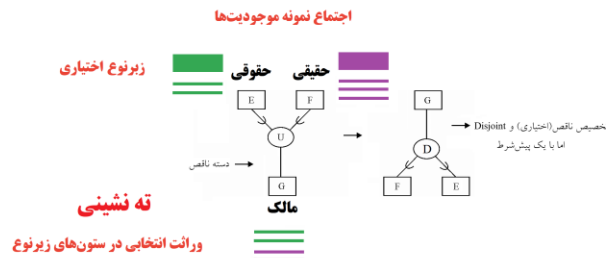 اجتماع نمونه موجودیت‌ها
زیرنوع اختیاری
حقوقی
حقیقی
E
F
G
U
خصیص ناقص(اختیاری) و Disjoint
اما با یک پیش‌شرط
D
دسته ناقص
G
F
E
ته نشینی
مالک
وراثت انتخابی در ستون‌های زیرنوع